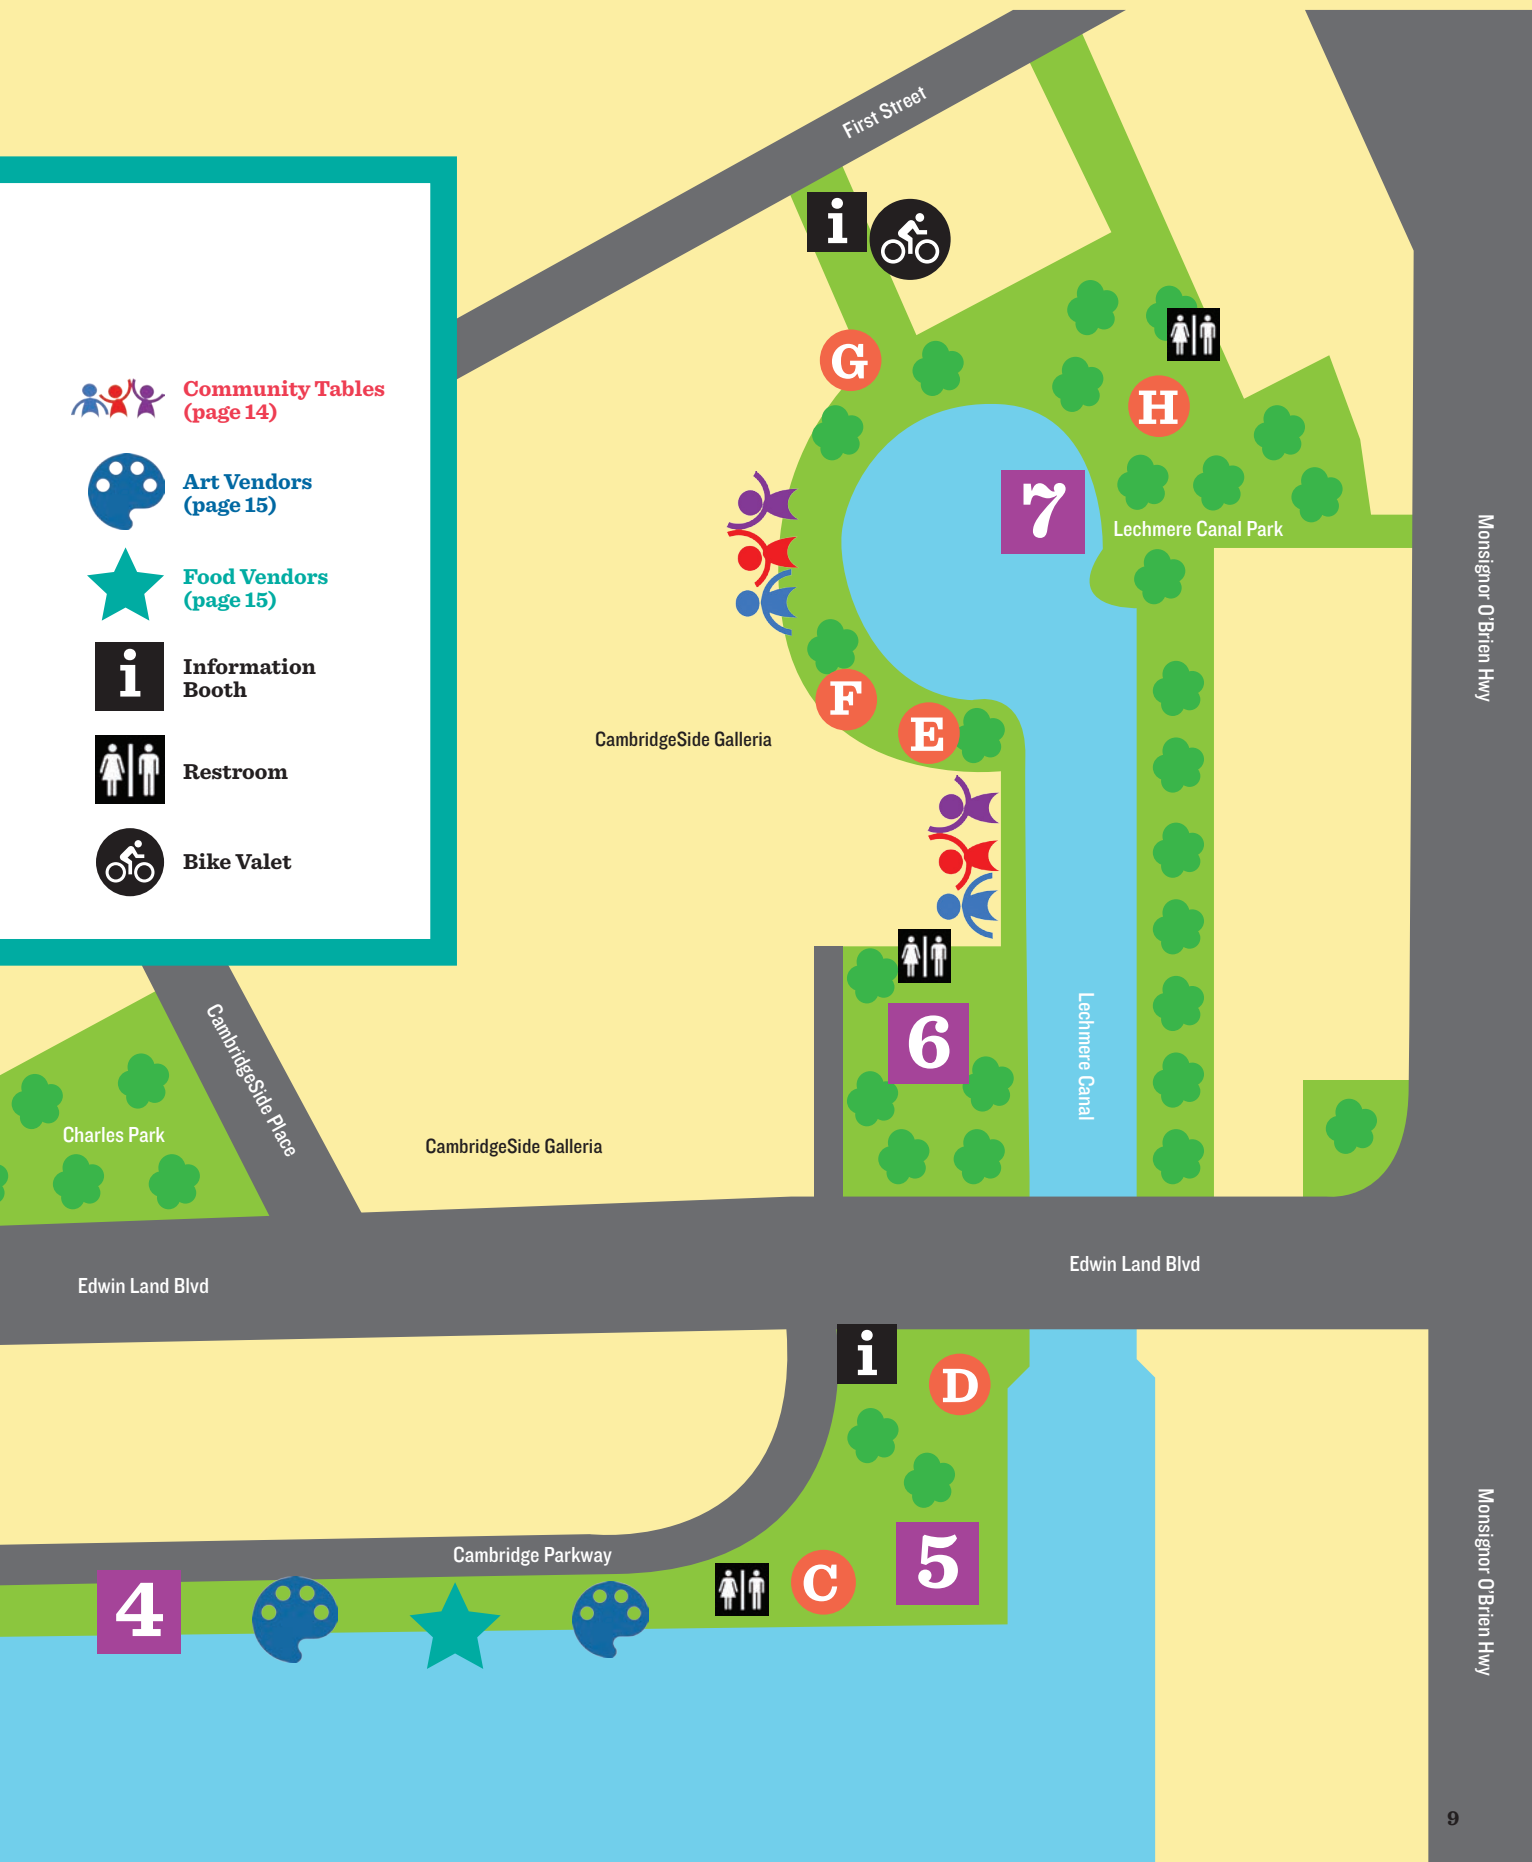 First Street
i
G
H
Community Tables
(page 14)
Art Vendors
(page 15)
Food Vendors
(page 15)
i
Information
Booth
Restroom
Bike Valet
7
Lechmere Canal Park
Monsignor O'Brien Hwy
F
E
CambridgeSide Galleria
6
Lechmere Canal
CambridgeSide Place
Charles Park
CambridgeSide Galleria
Edwin Land Blvd
Edwin Land Blvd
i
D
Cambridge Parkway
5
C
4
Monsignor O'Brien Hwy
9